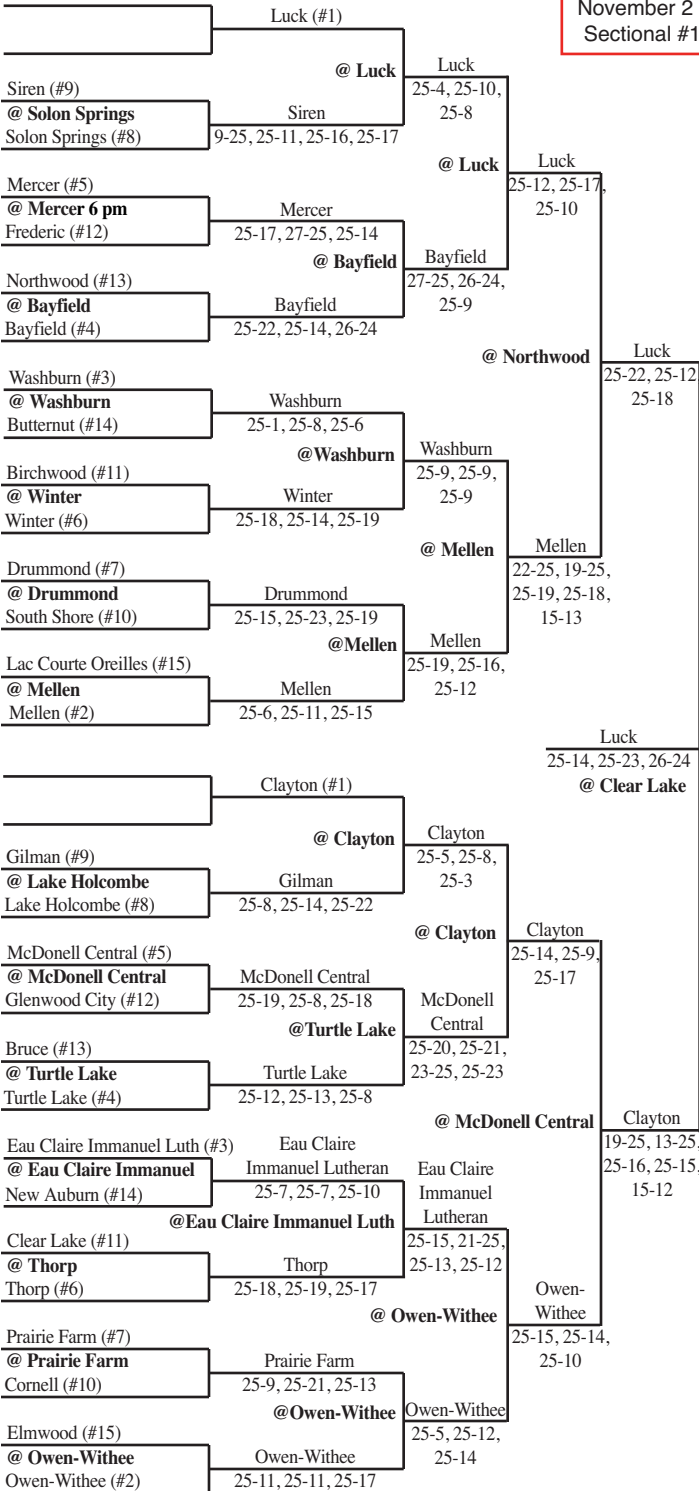 November 2
Sectional #1
Luck (#1)
@ Luck
Luck
25-4, 25-10,
25-8
Siren (#9)
@ Solon Springs
Solon Springs (#8)
Siren
9-25, 25-11, 25-16, 25-17
@ Luck
Luck
25-12, 25-17,
25-10
Mercer (#5)
@ Mercer 6 pm
Frederic (#12)
Mercer
25-17, 27-25, 25-14
@ Bayfield
Bayfield
27-25, 26-24,
25-9
Northwood (#13)
@ Bayfield
Bayfield (#4)
Bayfield
25-22, 25-14, 26-24
@ Northwood
Luck
25-22, 25-12
25-18
Washburn (#3)
@ Washburn
Butternut (#14)
Washburn
25-1, 25-8, 25-6
@Washburn
Washburn
25-9, 25-9,
25-9
Birchwood (#11)
@ Winter
Winter (#6)
Winter
25-18, 25-14, 25-19
@ Mellen
Mellen
22-25, 19-25,
25-19, 25-18,
15-13
Drummond (#7)
@ Drummond
South Shore (#10)
Drummond
25-15, 25-23, 25-19
@Mellen
Mellen
25-19, 25-16,
25-12
Lac Courte Oreilles (#15)
@ Mellen
Mellen (#2)
Mellen
25-6, 25-11, 25-15
Luck
25-14, 25-23, 26-24
@ Clear Lake
Clayton (#1)
@ Clayton
Clayton
25-5, 25-8,
25-3
Gilman (#9)
@ Lake Holcombe
Lake Holcombe (#8)
Gilman
25-8, 25-14, 25-22
@ Clayton
Clayton
25-14, 25-9,
25-17
McDonell Central (#5)
@ McDonell Central
Glenwood City (#12)
McDonell Central
25-19, 25-8, 25-18
@Turtle Lake
McDonell
Central
25-20, 25-21,
23-25, 25-23
Bruce (#13)
@ Turtle Lake
Turtle Lake (#4)
Turtle Lake
25-12, 25-13, 25-8
@ McDonell Central
Clayton
19-25, 13-25,
25-16, 25-15,
15-12
Eau Claire Immanuel Luth (#3)
@ Eau Claire Immanuel
New Auburn (#14)
Eau Claire
Immanuel Lutheran
25-7, 25-7, 25-10
@Eau Claire Immanuel Luth
Eau Claire
Immanuel
Lutheran
25-15, 21-25,
25-13, 25-12
Clear Lake (#11)
@ Thorp
Thorp (#6)
Thorp
25-18, 25-19, 25-17
@ Owen-Withee
Owen-
Withee
25-15, 25-14,
25-10
Prairie Farm (#7)
@ Prairie Farm
Cornell (#10)
Prairie Farm
25-9, 25-21, 25-13
@Owen-Withee
Owen-Withee
25-5, 25-12,
25-14
Elmwood (#15)
@ Owen-Withee
Owen-Withee (#2)
Owen-Withee
25-11, 25-11, 25-17